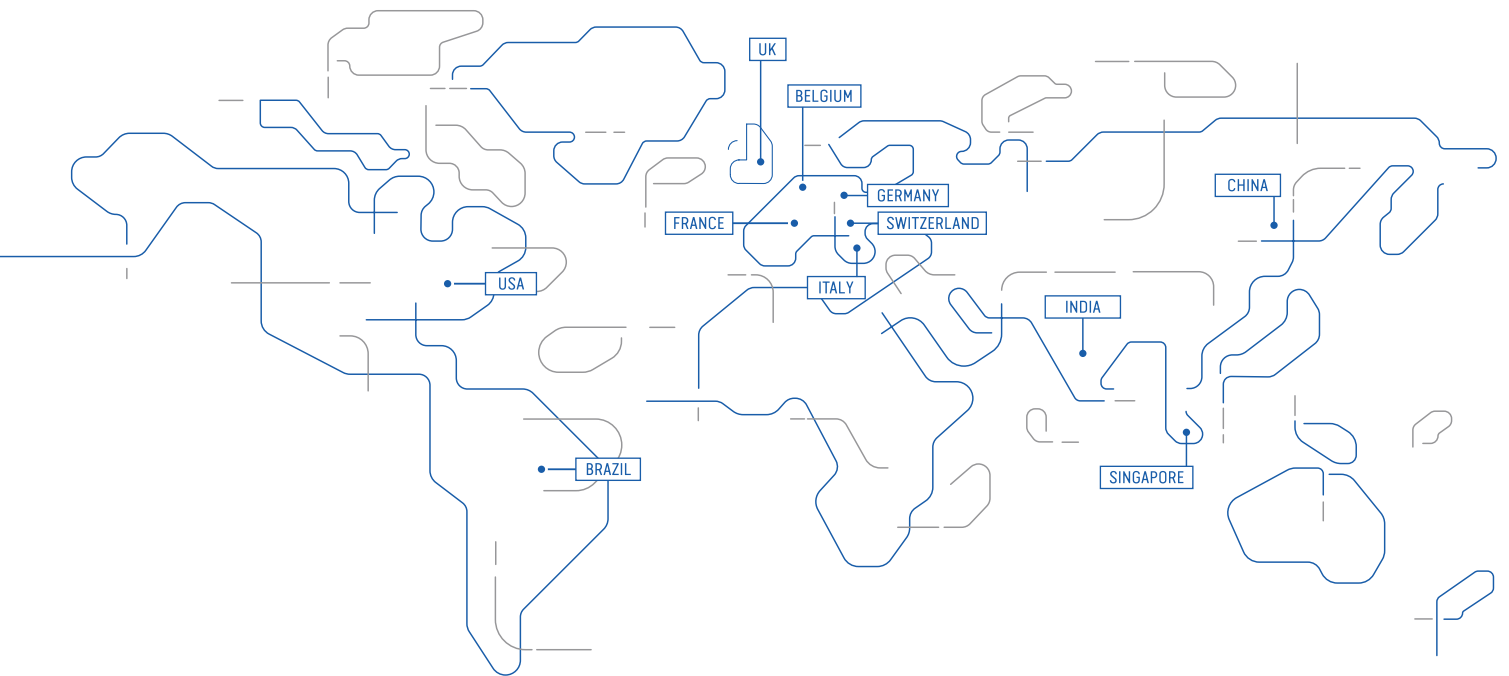 UK
BELGIUM
GERMANY
CHINA
FRANCE
SWITZERLAND
USA
ITALY
INDIA
BRAZIL
SINGAPORE